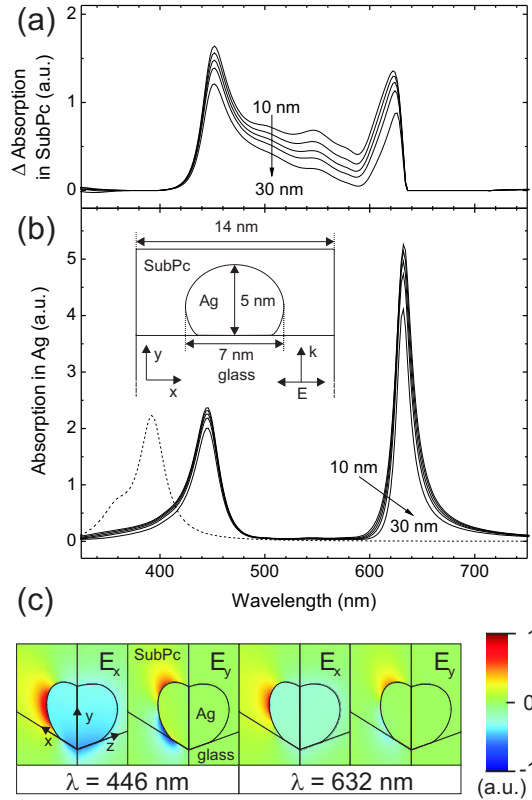 (a)
Δ Absorption
in SubPc (a.u.)
2
1
0
10 nm
30 nm
(b)
Absorption in Ag (a.u.)
5
4
3
2
1
0
14 nm
SubPc
Ag
5 nm
7 nm
glass
y
x
k
E
10 nm
30 nm
400 500 600 700
Wavelength (nm)
(c)
Ex SubPc Ey Ex Ey
y Ag
x z glass
λ = 446 nm λ = 632 nm
1
0
-1
(a.u.)